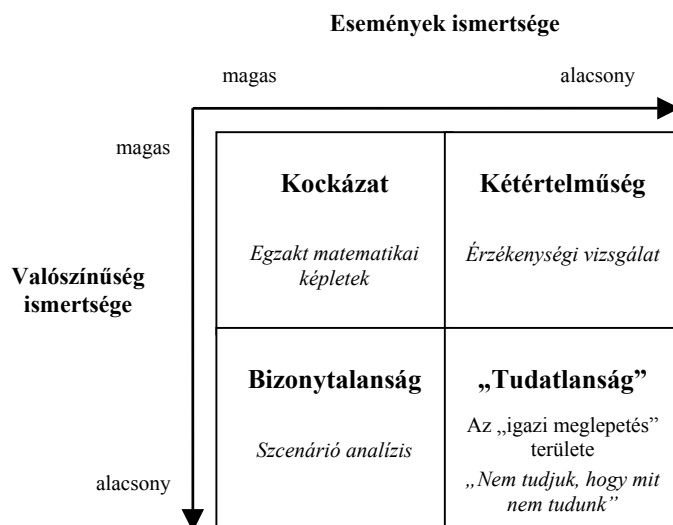 Események ismertsége
magas alacsony
magas
Kockázat Kétértelműség
Egzakt matematikai
képletek
Érzékenységi vizsgálat
Valószínűség
ismertsége
Bizonytalanság „Tudatlanság”
Szcenárió analízis
Az „igazi meglepetés”
területe
„Nem tudjuk, hogy mit
nem tudunk”
alacsony